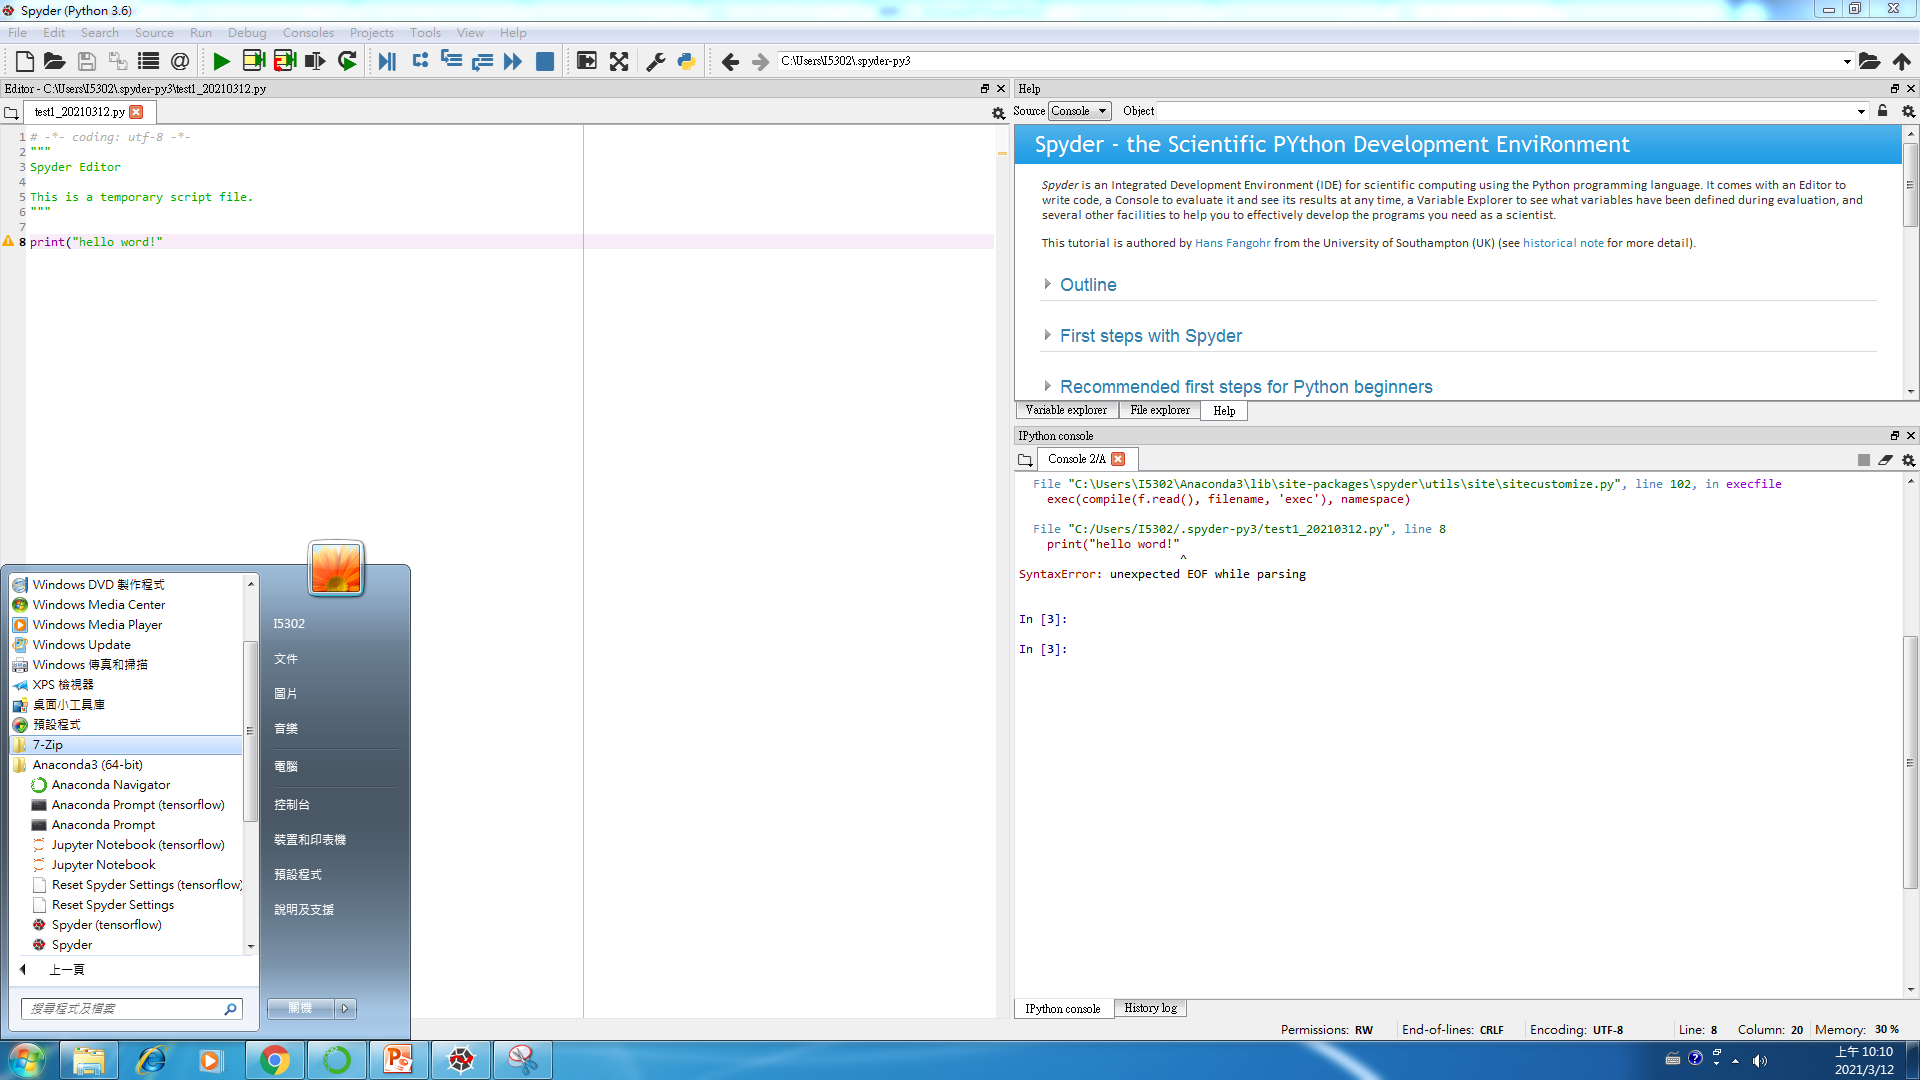 Spyder (Python 3.6)
File Edit Search Source Run Debug Consoles Projects Tools View Help
C:\Users\I5302\.spyder-py3
Editor - C:\Users\I5302\.spyder-py3\test1_20210312.py
test1_20210312.py
1 # -*- coding: utf-8 -*-
2 """
3 Spyder Editor
4
5 This is a temporary script file.
6 """
7
8 print("hello word!"
Help
Source Console Object
Spyder - the Scientific PYthon Development EnviRonment
Spyder is an Integrated Development Environment (IDE) for scientific computing using the Python programming language. It comes with an Editor to
write code, a Console to evaluate it and see its results at any time, a Variable Explorer to see what variables have been defined during evaluation, and
several other facilities to help you to effectively develop the programs you need as a scientist.
This tutorial is authored by Hans Fangohr from the University of Southampton (UK) (see historical note for more detail).
Outline
First steps with Spyder
Recommended first steps for Python beginners
Variable explorer File explorer Help
IPython console
Console 2/A
File "C:\Users\I5302\Anaconda3\lib\site-packages\spyder\utils\site\sitecustomize.py", line 102, in execfile
exec(compile(f.read(), filename, 'exec'), namespace)
File "C:/Users/I5302/.spyder-py3/test1_20210312.py", line 8
print("hello word!"
^
SyntaxError: unexpected EOF while parsing
In [3]:
In [3]:
IPython console History log
Permissions: RW End-of-lines: CRLF Encoding: UTF-8 Line: 8 Column: 20 Memory: 30 %
Windows DVD 製作程式
Windows Media Center
Windows Media Player
Windows Update
Windows 傳真和掃描
XPS 檢視器
桌面小工具庫
預設程式
7-Zip
Anaconda3 (64-bit)
Anaconda Navigator
Anaconda Prompt (tensorflow)
Anaconda Prompt
Jupyter Notebook (tensorflow)
Jupyter Notebook
Reset Spyder Settings (tensorflow)
Reset Spyder Settings
Spyder (tensorflow)
Spyder
上一頁
搜尋程式及檔案
I5302
文件
圖片
音樂
電腦
控制台
裝置和印表機
預設程式
說明及支援
關機
上午 10:10
2021/3/12